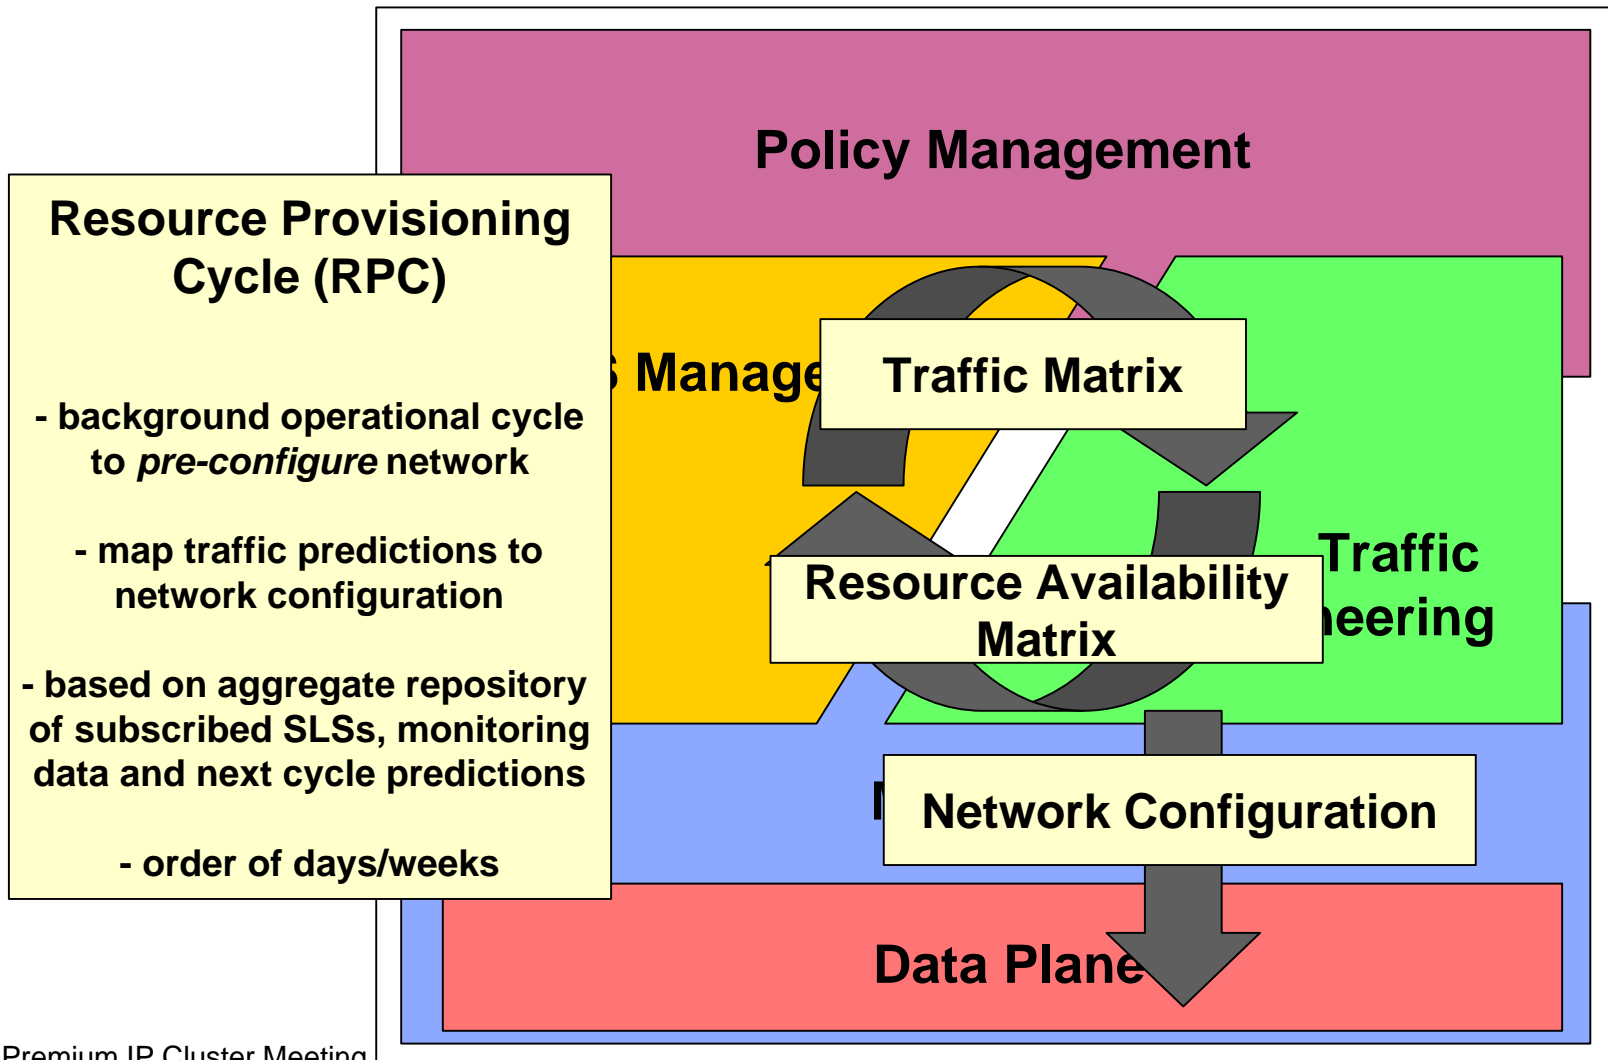 Policy Management
Resource Provisioning
Cycle (RPC)
- background operational cycle
to pre-configure network
- map traffic predictions to
network configuration
- based on aggregate repository
of subscribed SLSs, monitoring
data and next cycle predictions
- order of days/weeks
Traffic Matrix
Traffic
Resource Availability
Matrix
Network Configuration
Data Plane
Premium IP Cluster Meeting